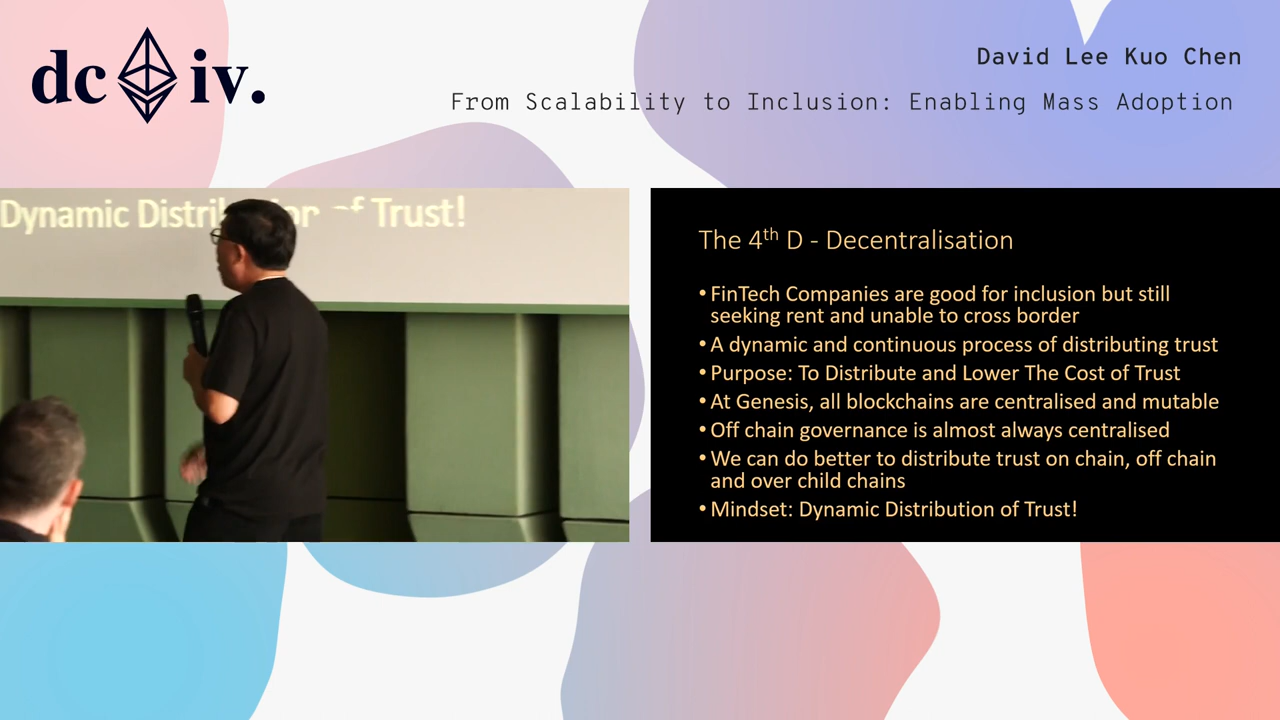 dc iv.
David Lee Kuo Chen
From Scalability to Inclusion: Enabling Mass Adoption
Dynamic Distri of Trust!
The 4th D - Decentralisation
• FinTech Companies are good for inclusion but still
seeking rent and unable to cross border
• A dynamic and continuous process of distributing trust
• Purpose: To Distribute and Lower The Cost of Trust
• At Genesis, all blockchains are centralised and mutable
• Off chain governance is almost always centralised
• We can do better to distribute trust on chain, off chain
and over child chains
• Mindset: Dynamic Distribution of Trust!